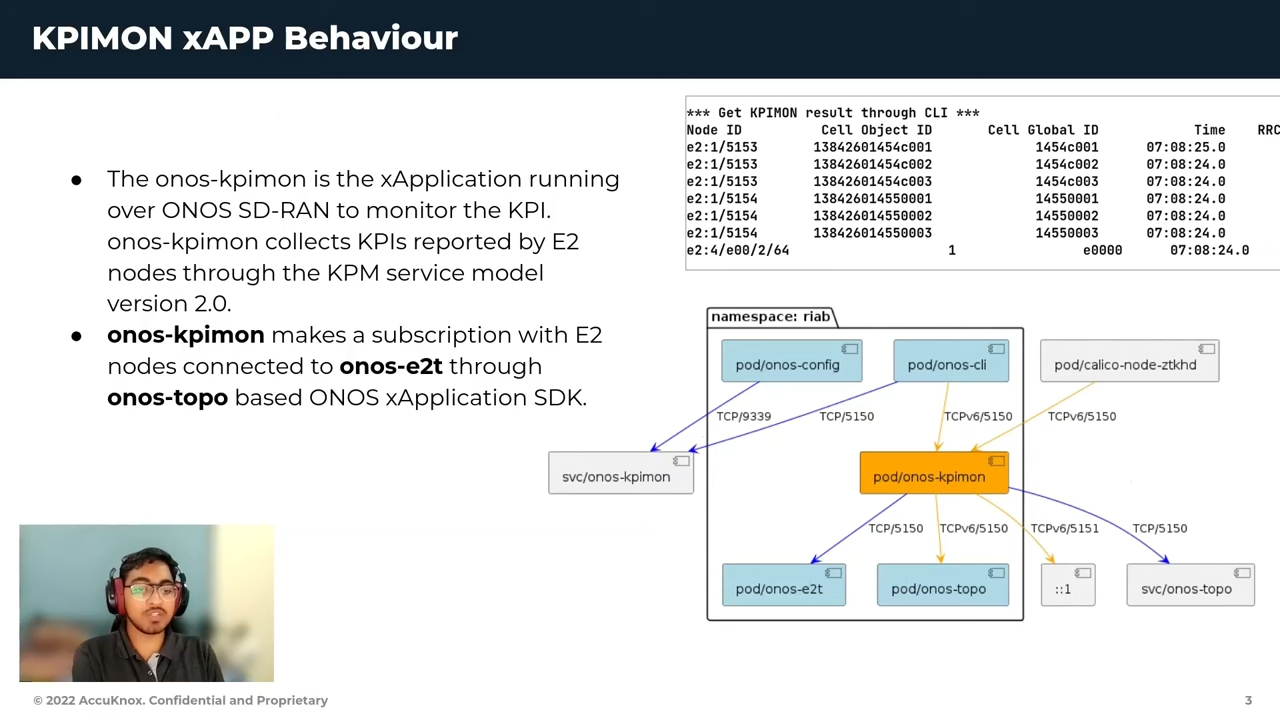 KPIMON xAPP Behaviour
● The onos-kpimon is the xApplication running
over ONOS SD-RAN to monitor the KPI.
onos-kpimon collects KPIs reported by E2
nodes through the KPM service model
version 2.0.
● onos-kpimon makes a subscription with E2
nodes connected to onos-e2t through
onos-topo based ONOS xApplication SDK.
*** Get KPIMON result through CLI ***
Node ID Cell Object ID Cell Global ID Time RRC
e2:1/5153 13842601454c001 1454c001 07:08:25.0
e2:1/5153 13842601454c002 1454c002 07:08:24.0
e2:1/5153 13842601454c003 1454c003 07:08:24.0
e2:1/5154 138426014550001 14550001 07:08:24.0
e2:1/5154 138426014550002 14550002 07:08:24.0
e2:1/5154 138426014550003 14550003 07:08:24.0
e2:4/e00/2/64 1 e0000 07:08:24.0
namespace: riab
pod/onos-config pod/onos-cli pod/calico-node-ztkhd
TCP/9339 TCP/5150 TCPv6/5150 TCPv6/5150
svc/onos-kpimon pod/onos-kpimon
TCP/5150 TCPv6/5150 TCPv6/5151 TCP/5150
pod/onos-e2t pod/onos-topo ::1 svc/onos-topo
© 2022 AccuKnox. Confidential and Proprietary 3